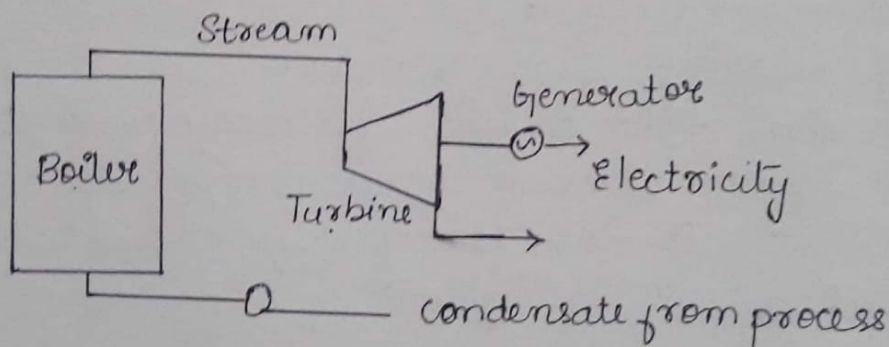 Stream
Generator
Boiler
Electricity
Turbine
condensate from process